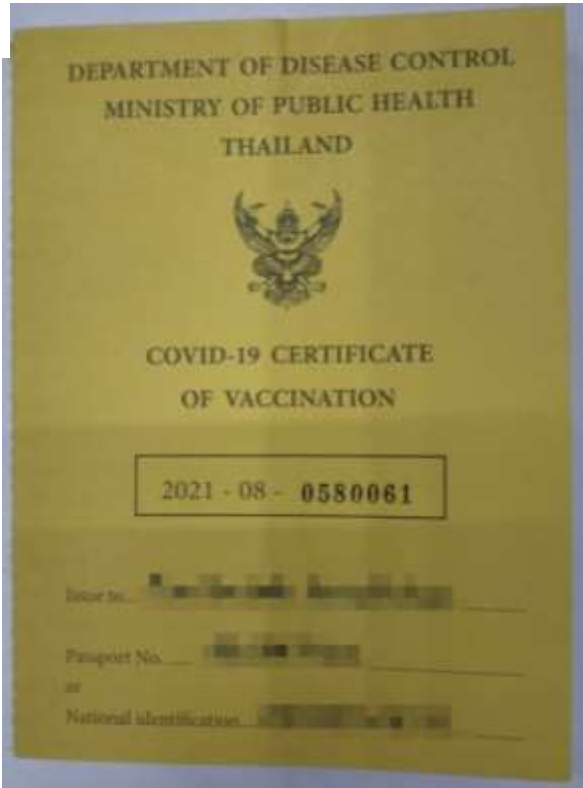 DEPARTMENT OF DISEASE CONTROL
MINISTRY OF PUBLIC HEALTH
THAILAND
COVID-19 CERTIFICATE
OF VACCINATION
2021 - 08 - 0580061
Issue to
Passport No.
or
National identification